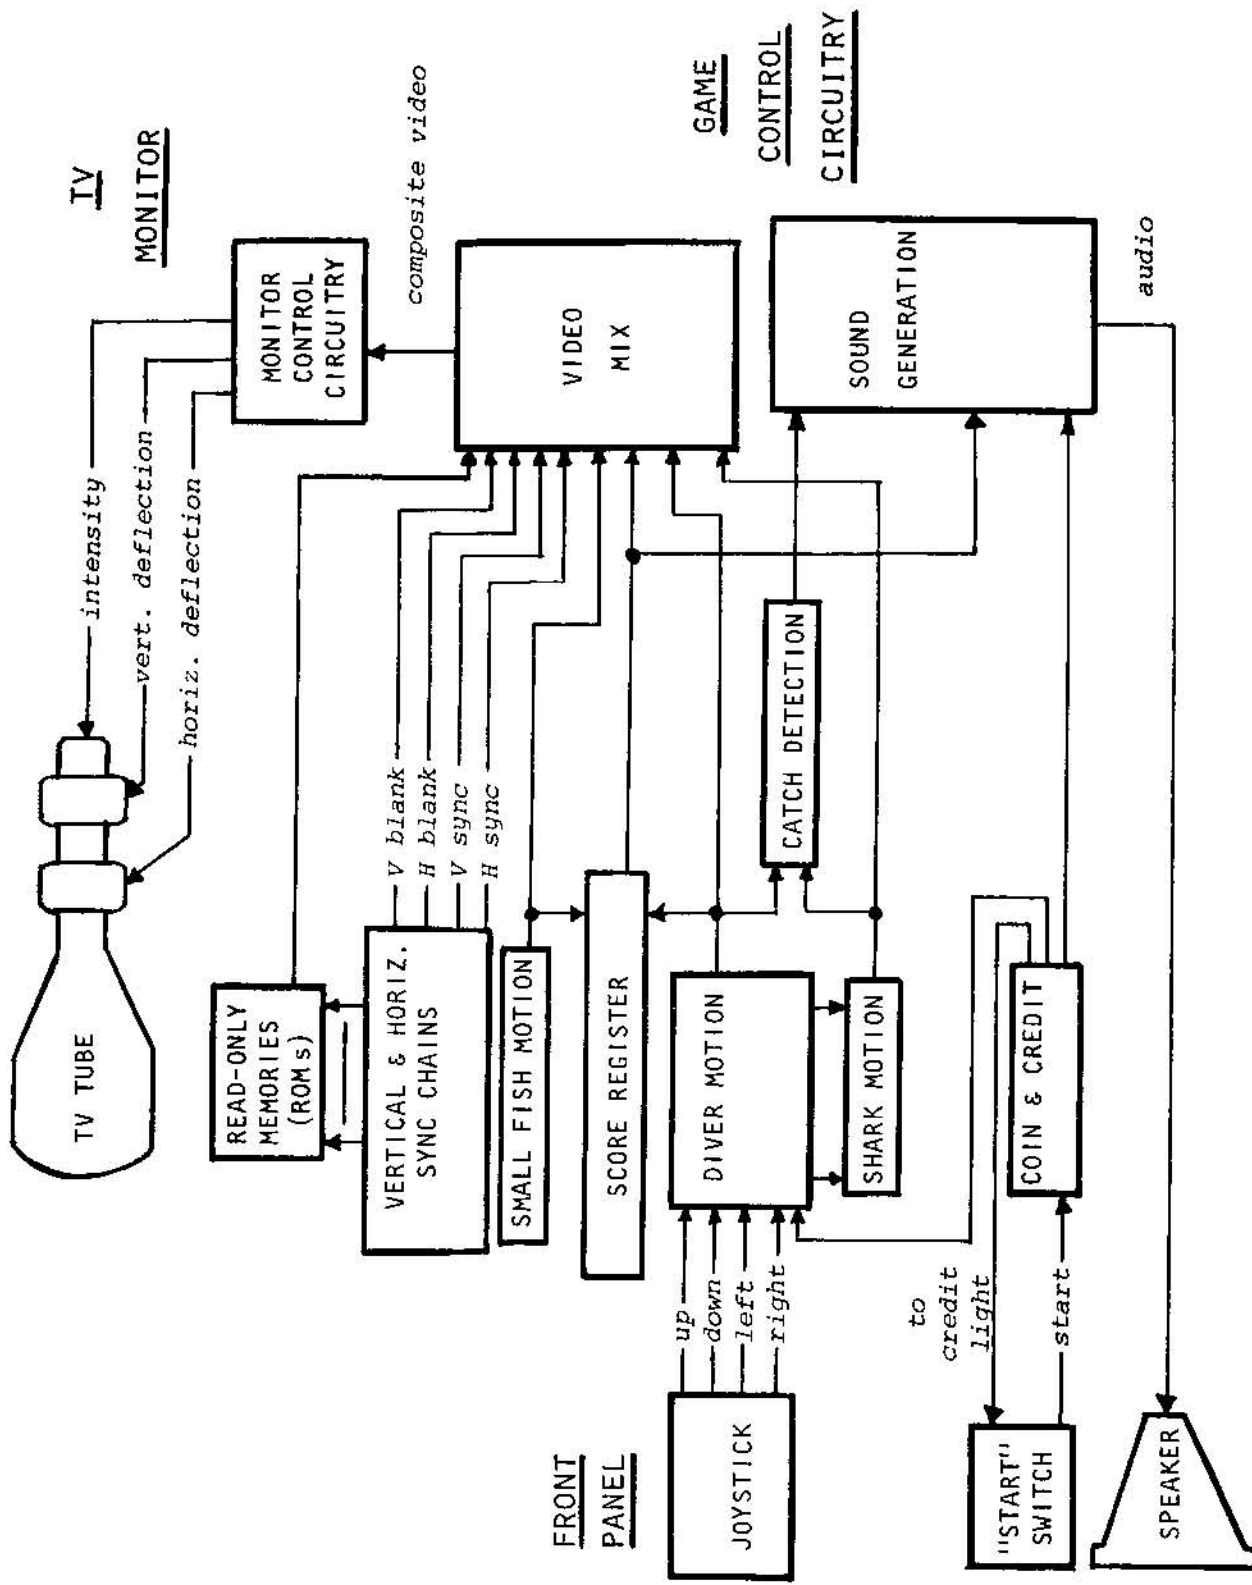 TV
MONITOR
TV TUBE
intensity
vert. deflection
horiz. deflection
MONITOR
CONTROL
CIRCUITRY
composite video
READ-ONLY
MEMORIES
(ROMs)
VERTICAL & HORIZ.
SYNC CHAINS
V blank
H blank
V sync
H sync
VIDEO
MIX
SMALL FISH MOTION
SCORE REGISTER
FRONT
PANEL
JOYSTICK
up
down
left
right
DIVER MOTION
SHARK MOTION
CATCH DETECTION
GAME
CONTROL
CIRCUITRY
SOUND
GENERATION
audio
to
credit
light
start
COIN & CREDIT
"START"
SWITCH
SPEAKER